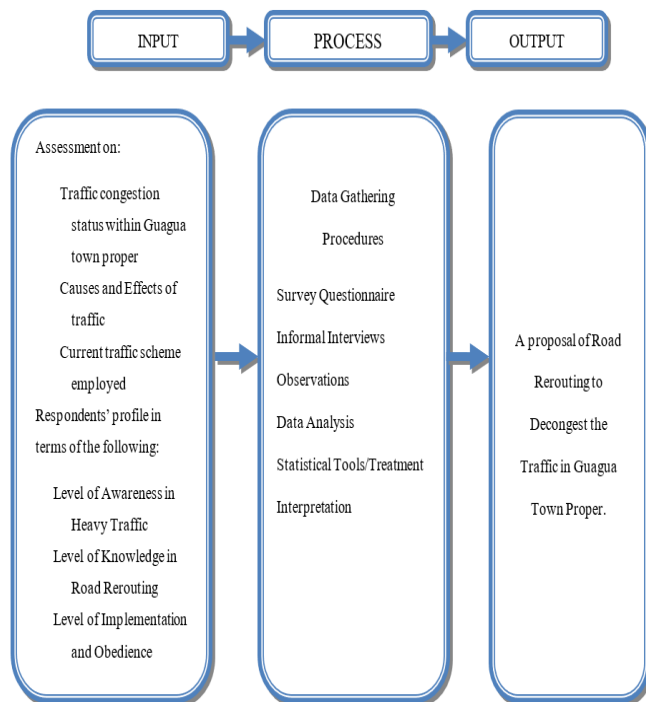 INPUT
PROCESS
OUTPUT
Assessment on:
Traffic congestion
status within Guagua
town proper
Causes and Effects of
traffic
Current traffic scheme
employed
Respondents' profile in
terms of the following:
Level of Awareness in
Heavy Traffic
Level of Knowledge in
Road Rerouting
Level of Implementation
and Obedience
Data Gathering
Procedures
Survey Questionnaire
Informal Interviews
Observations
Data Analysis
Statistical Tools/Treatment
Interpretation
A proposal of Road
Rerouting to
Decongest the
Traffic in Guagua
Town Proper.